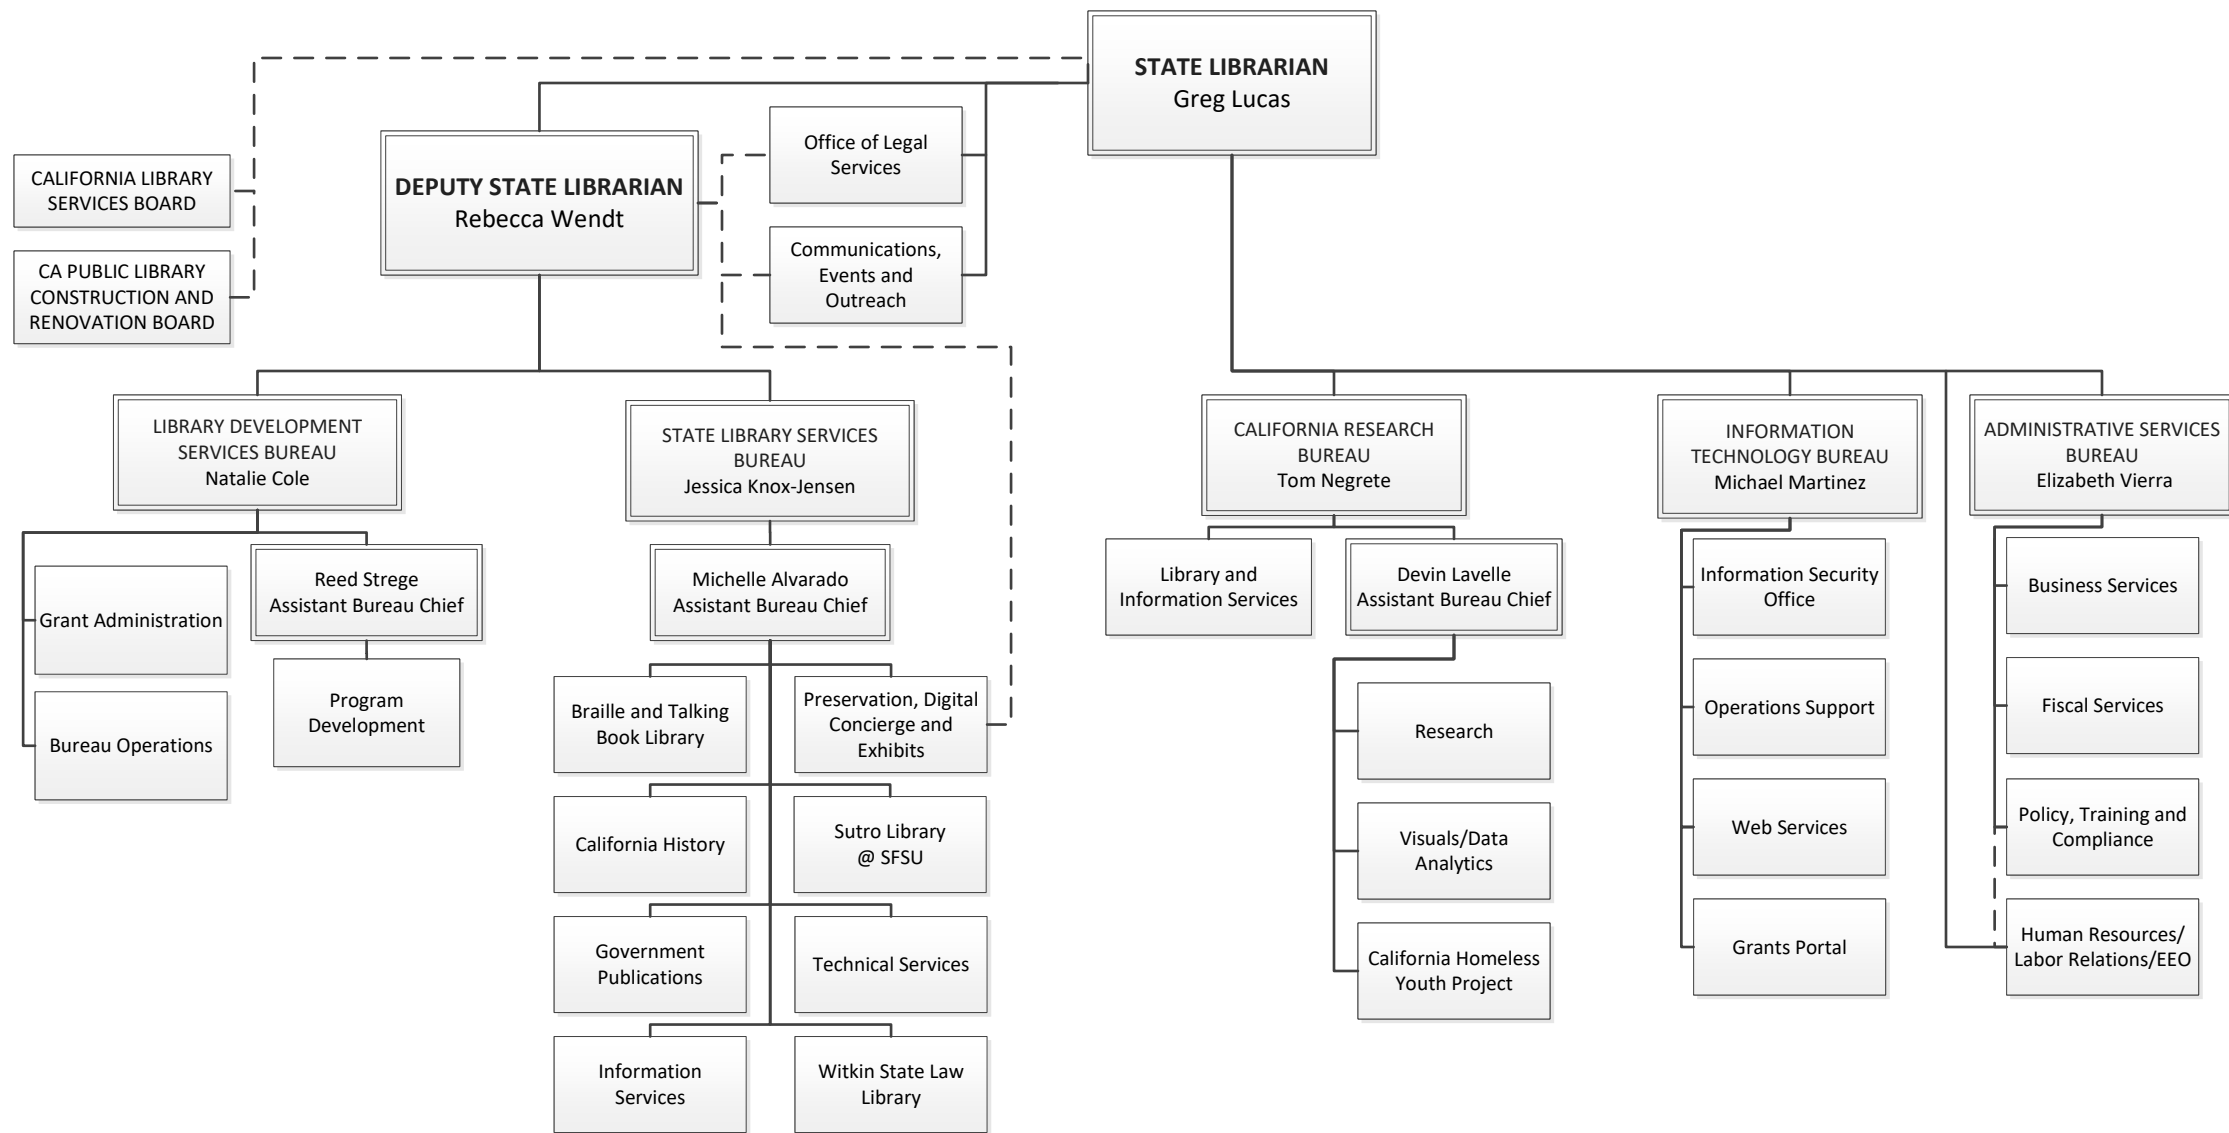 STATE LIBRARIAN
Greg Lucas
DEPUTY STATE LIBRARIAN
Rebecca Wendt
Office of Legal
Services
Communications,
Events and
Outreach
CALIFORNIA LIBRARY
SERVICES BOARD
CA PUBLIC LIBRARY
CONSTRUCTION AND
RENOVATION BOARD
LIBRARY DEVELOPMENT
SERVICES BUREAU
Natalie Cole
STATE LIBRARY SERVICES
BUREAU
Jessica Knox-Jensen
CALIFORNIA RESEARCH
BUREAU
Tom Negrete
INFORMATION
TECHNOLOGY BUREAU
Michael Martinez
ADMINISTRATIVE SERVICES
BUREAU
Elizabeth Vierra
Grant Administration
Bureau Operations
Reed Strege
Assistant Bureau Chief
Program
Development
Michelle Alvarado
Assistant Bureau Chief
Braille and Talking
Book Library
Preservation, Digital
Concierge and
Exhibits
California History
Sutro Library
@ SFSU
Government
Publications
Technical Services
Information
Services
Witkin State Law
Library
Library and
Information Services
Devin Lavelle
Assistant Bureau Chief
Research
Visuals/Data
Analytics
California Homeless
Youth Project
Information Security
Office
Operations Support
Web Services
Grants Portal
Business Services
Fiscal Services
Policy, Training and
Compliance
Human Resources/
Labor Relations/EEO